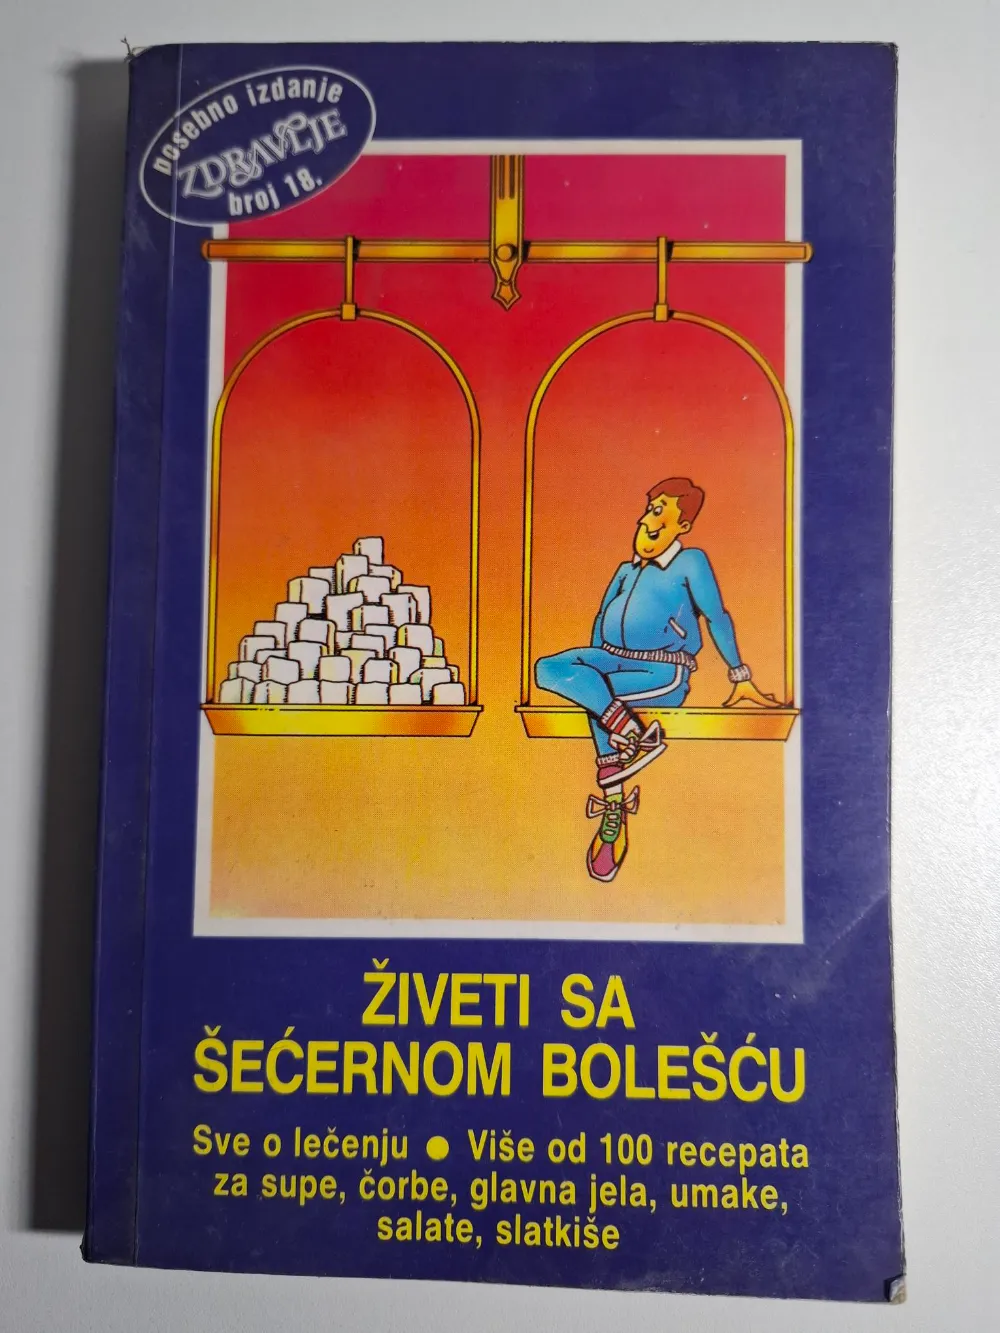 posebno izdanje
ZDRAVLJE
broj 18.
ŽIVETI SA
ŠEĆERNOM BOLEŠĆU
Sve o lečenju ● Više od 100 recepata
za supe, čorbe, glavna jela, umake,
salate, slatkiše